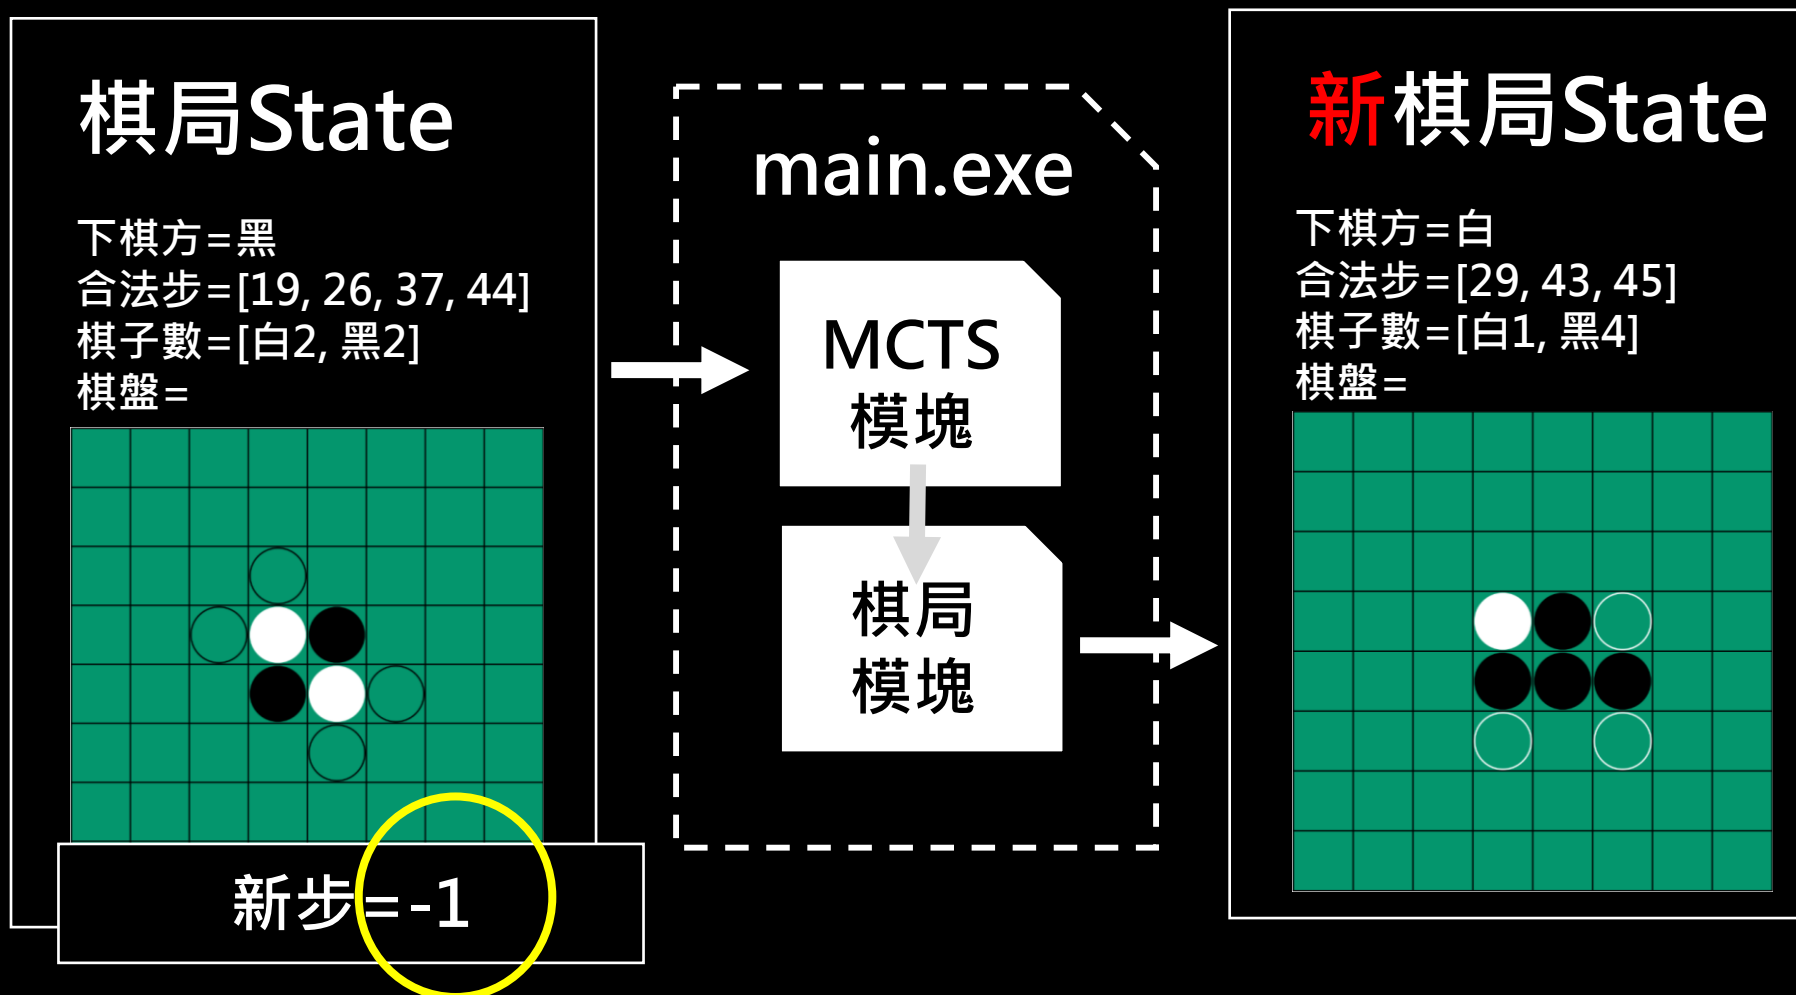 棋局State
下棋方=黑
合法步=[19, 26, 37, 44]
棋子數=[白2, 黑2]
棋盤=
新步=-1
main.exe
MCTS
模塊
棋局
模塊
新棋局State
下棋方=白
合法步=[29, 43, 45]
棋子數=[白1, 黑4]
棋盤=